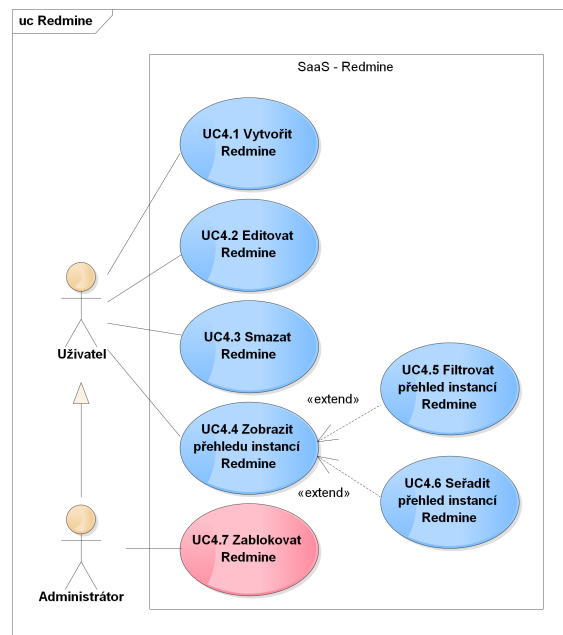 uc Redmine
SaaS - Redmine
UC4.1 Vytvořit
Redmine
UC4.2 Editovat
Redmine
UC4.3 Smazat
Redmine
Uživatel
UC4.4 Zobrazit
přehledu instancí
Redmine
«extend»
UC4.5 Filtrovat
přehled instancí
Redmine
«extend»
UC4.6 Seřadit
přehled instancí
Redmine
UC4.7 Zablokovat
Redmine
Administrátor